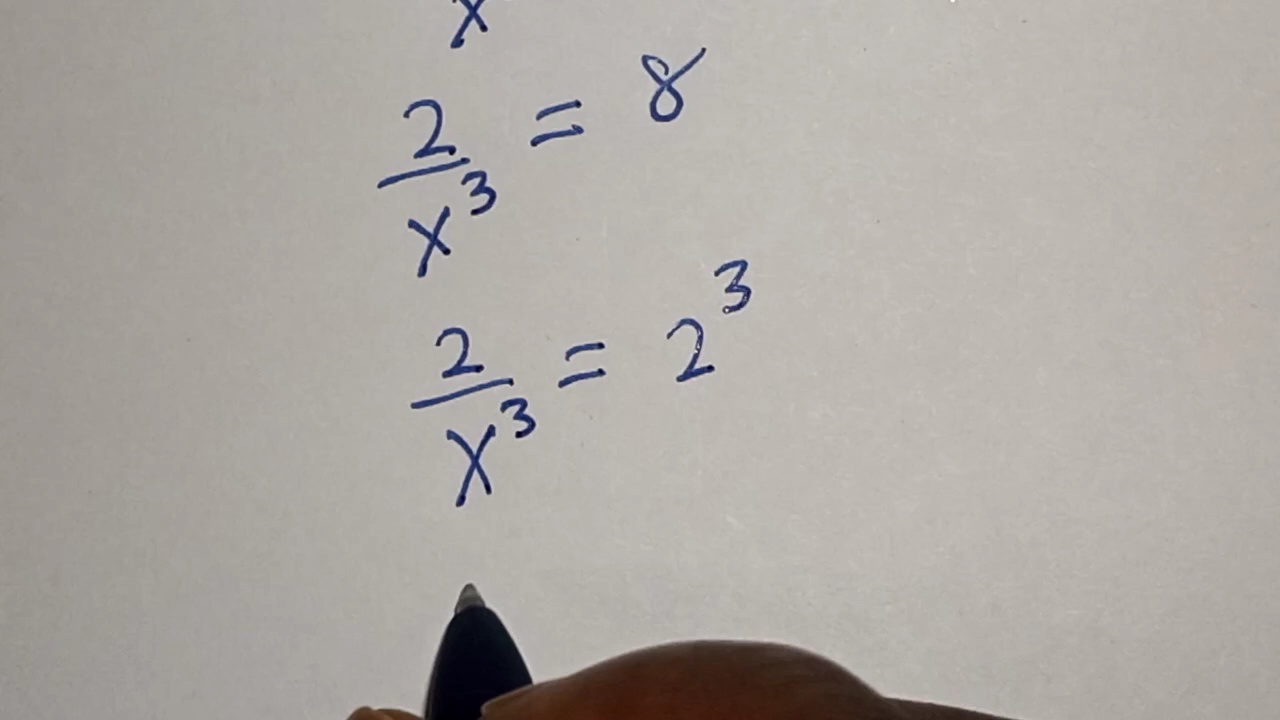 x
2/x³ = 8
2/x³ = 2³